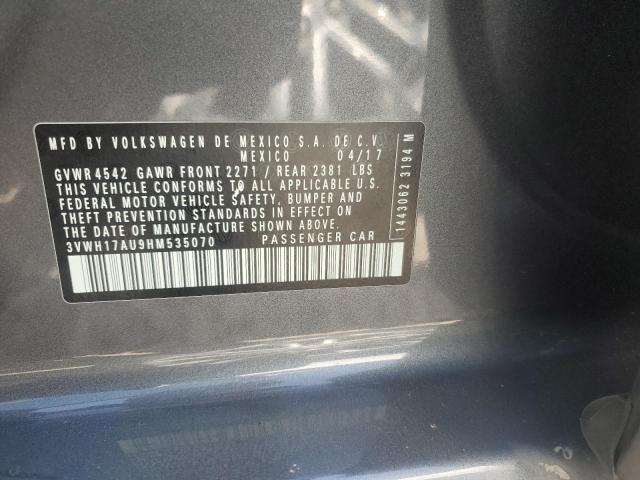 MFD BY VOLKSWAGEN DE MEXICO S.A. DE C.V.
MEXICO 04/17
GVWR 4542 GAWR FRONT 2271 / REAR 2381 LBS
THIS VEHICLE CONFORMS TO ALL APPLICABLE U.S.
FEDERAL MOTOR VEHICLE SAFETY, BUMPER AND
THEFT PREVENTION STANDARDS IN EFFECT ON
THE DATE OF MANUFACTURE SHOWN ABOVE.
3VWH17AU9HM535070 PASSENGER CAR
1443062 3194 M